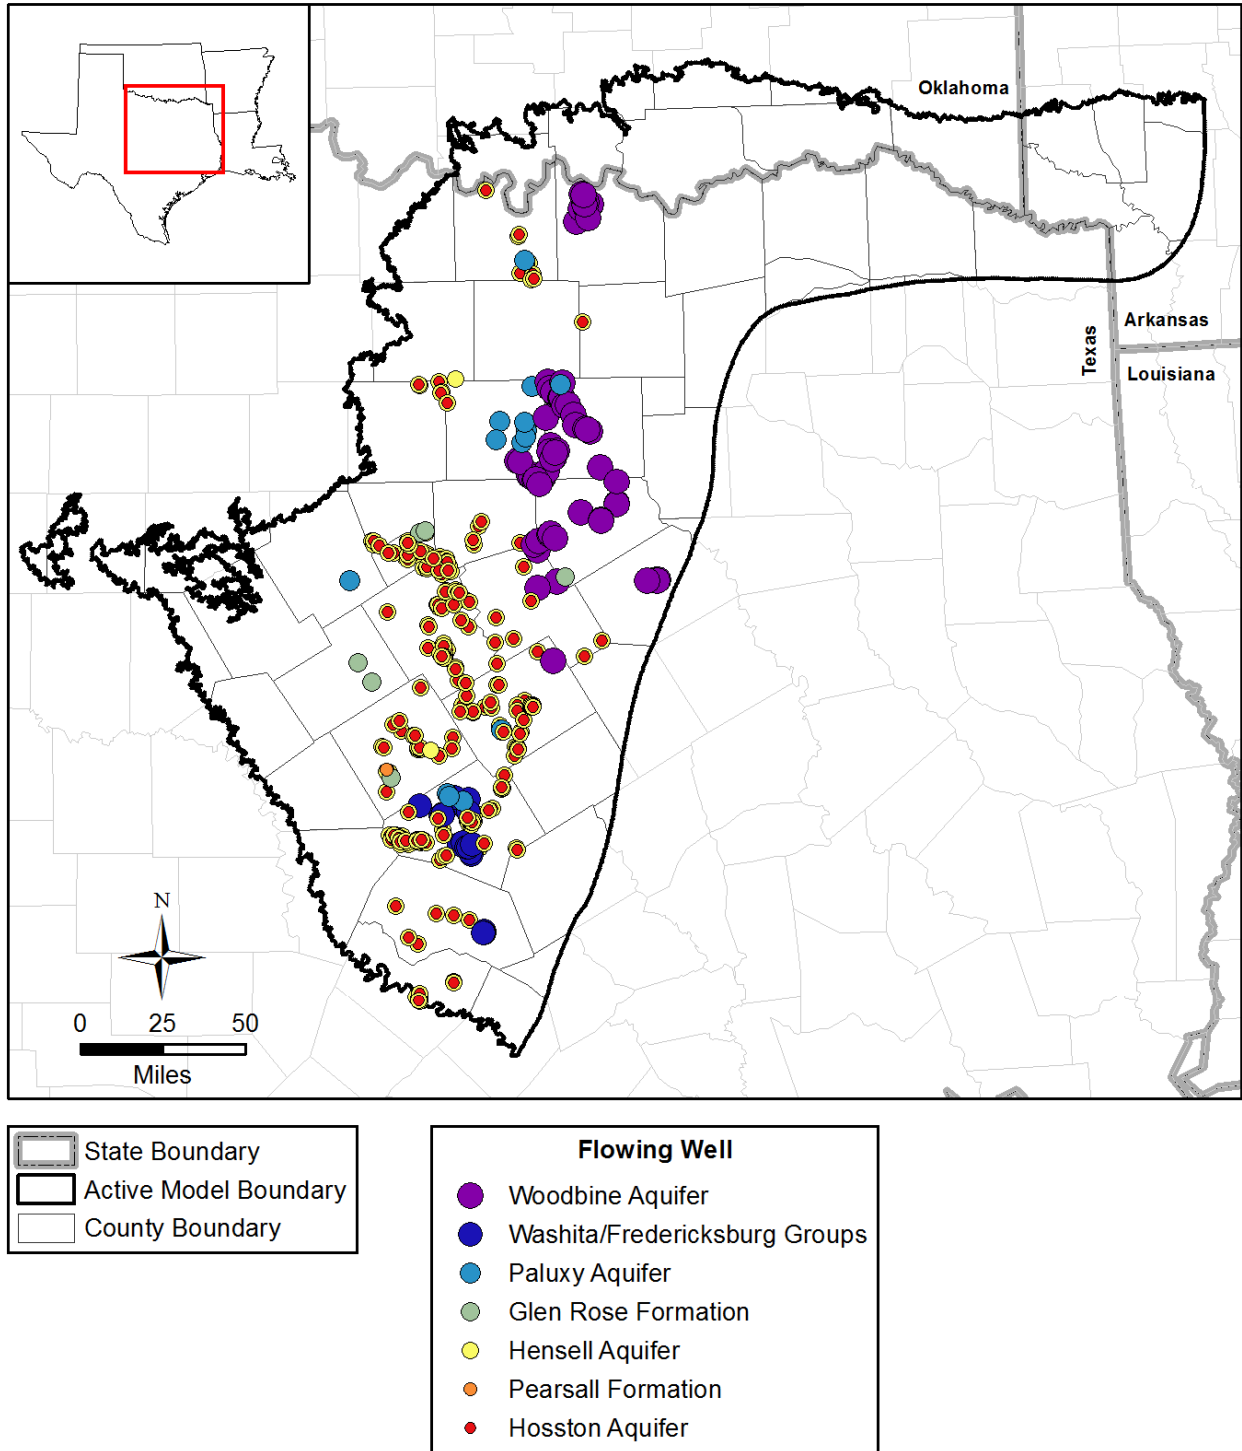 Oklahoma
Arkansas
Texas
Louisiana
N
0 25 50
Miles
State Boundary
Active Model Boundary
County Boundary
Flowing Well
Woodbine Aquifer
Washita/Fredericksburg Groups
Paluxy Aquifer
Glen Rose Formation
Hensell Aquifer
Pearsall Formation
Hosston Aquifer